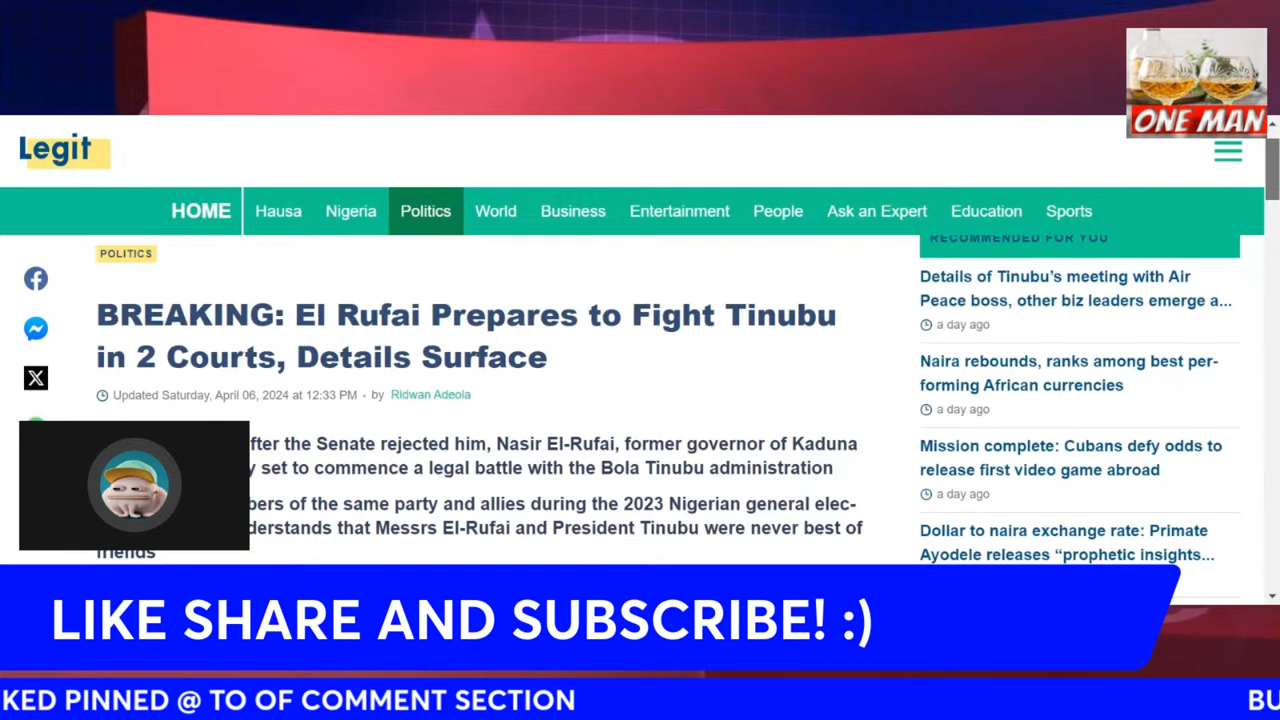 ONE MAN
Legit
HOME Hausa Nigeria Politics World Business Entertainment People Ask an Expert Education Sports
POLITICS
BREAKING: El Rufai Prepares to Fight Tinubu
in 2 Courts, Details Surface
Updated Saturday, April 06, 2024 at 12:33 PM - by Ridwan Adeola
fter the Senate rejected him, Nasir El-Rufai, former governor of Kaduna
y set to commence a legal battle with the Bola Tinubu administration
bers of the same party and allies during the 2023 Nigerian general elec-
derstands that Messrs El-Rufai and President Tinubu were never best of
friends
RECOMMENDED FOR YOU
Details of Tinubu's meeting with Air
Peace boss, other biz leaders emerge a...
a day ago
Naira rebounds, ranks among best per-
forming African currencies
a day ago
Mission complete: Cubans defy odds to
release first video game abroad
a day ago
Dollar to naira exchange rate: Primate
Ayodele releases “prophetic insights...
LIKE SHARE AND SUBSCRIBE! :)
KED PINNED @ TO OF COMMENT SECTION BU